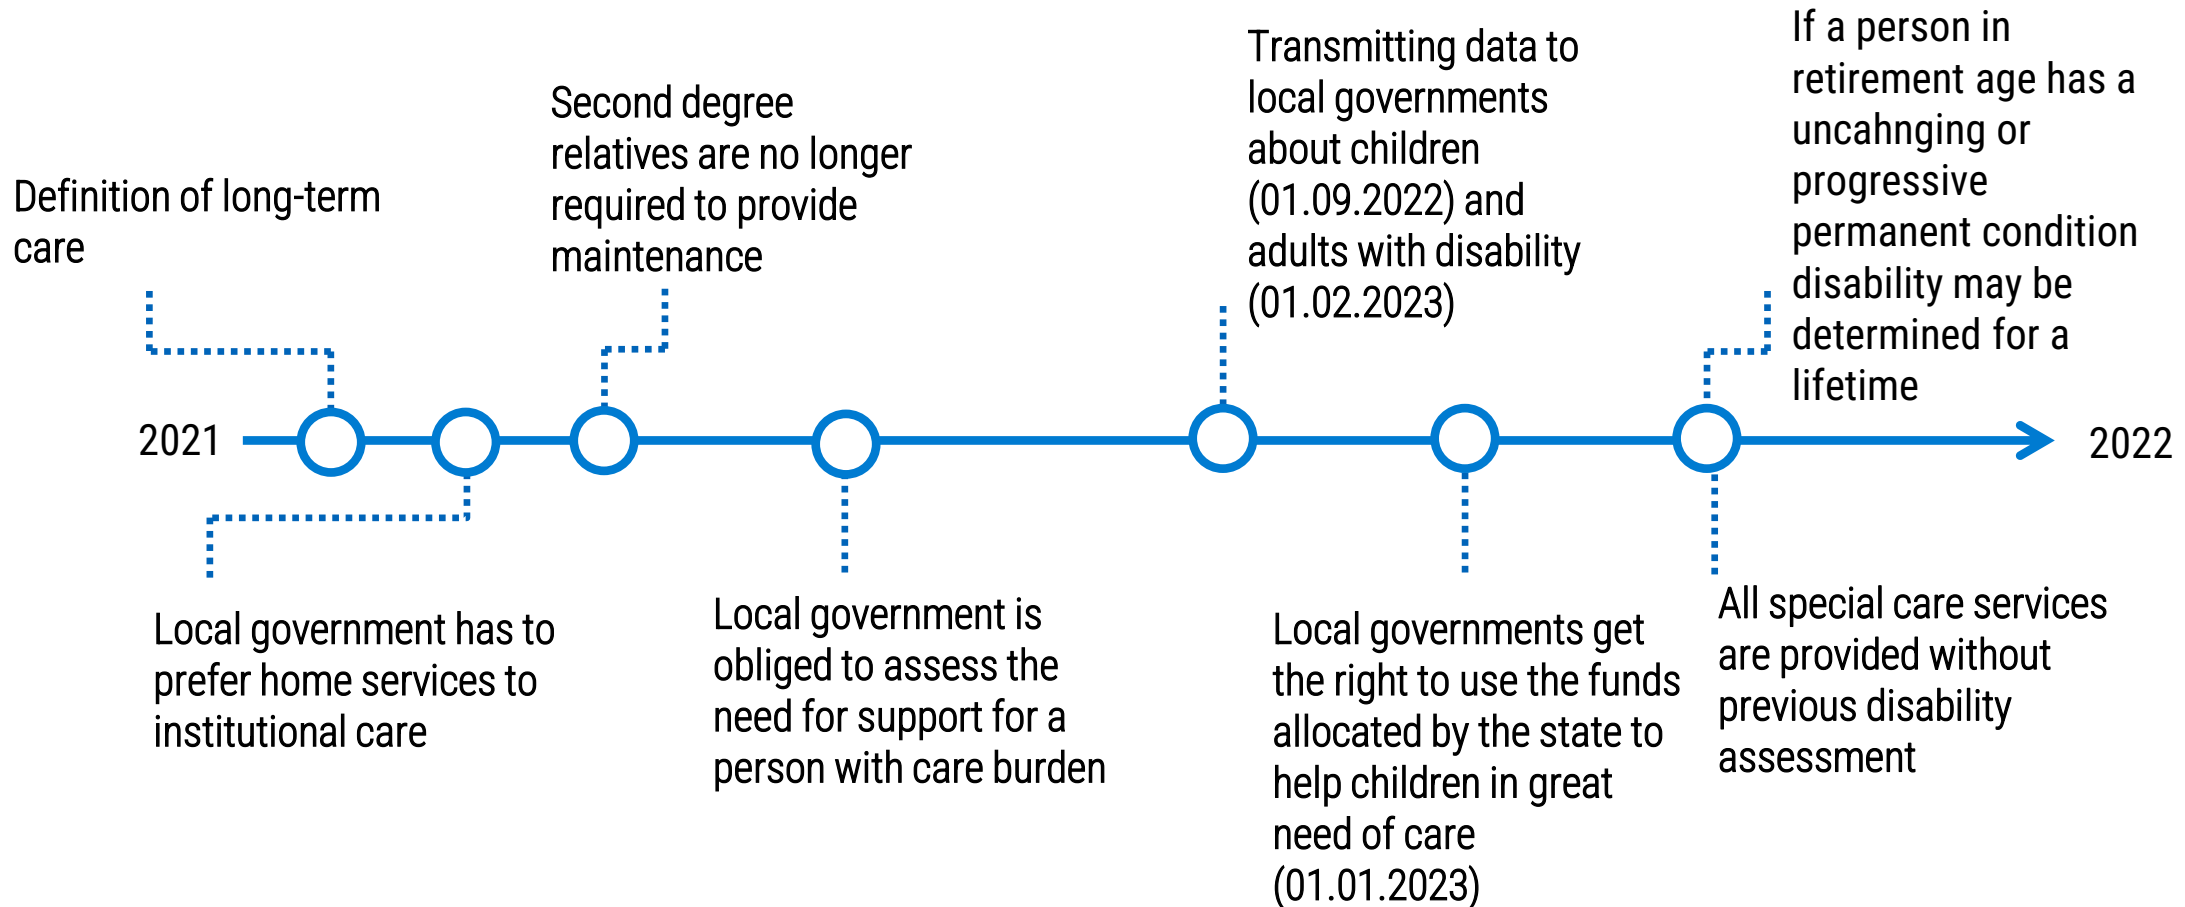 Definition of long-term
care
Second degree
relatives are no longer
required to provide
maintenance
Transmitting data to
local governments
about children
(01.09.2022) and
adults with disability
(01.02.2023)
If a person in
retirement age has a
uncahnging or
progressive
permanent condition
disability may be
determined for a
lifetime
2021
2022
Local government has to
prefer home services to
institutional care
Local government is
obliged to assess the
need for support for a
person with care burden
Local governments get
the right to use the funds
allocated by the state to
help children in great
need of care
(01.01.2023)
All special care services
are provided without
previous disability
assessment